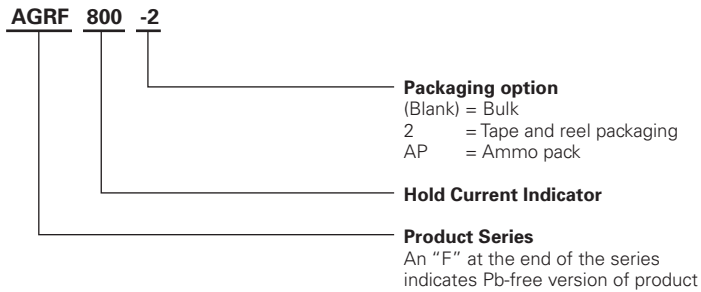 AGRF 800 -2
Packaging option
(Blank) = Bulk
2 = Tape and reel packaging
AP = Ammo pack
Hold Current Indicator
Product Series
An “F” at the end of the series
indicates Pb-free version of product